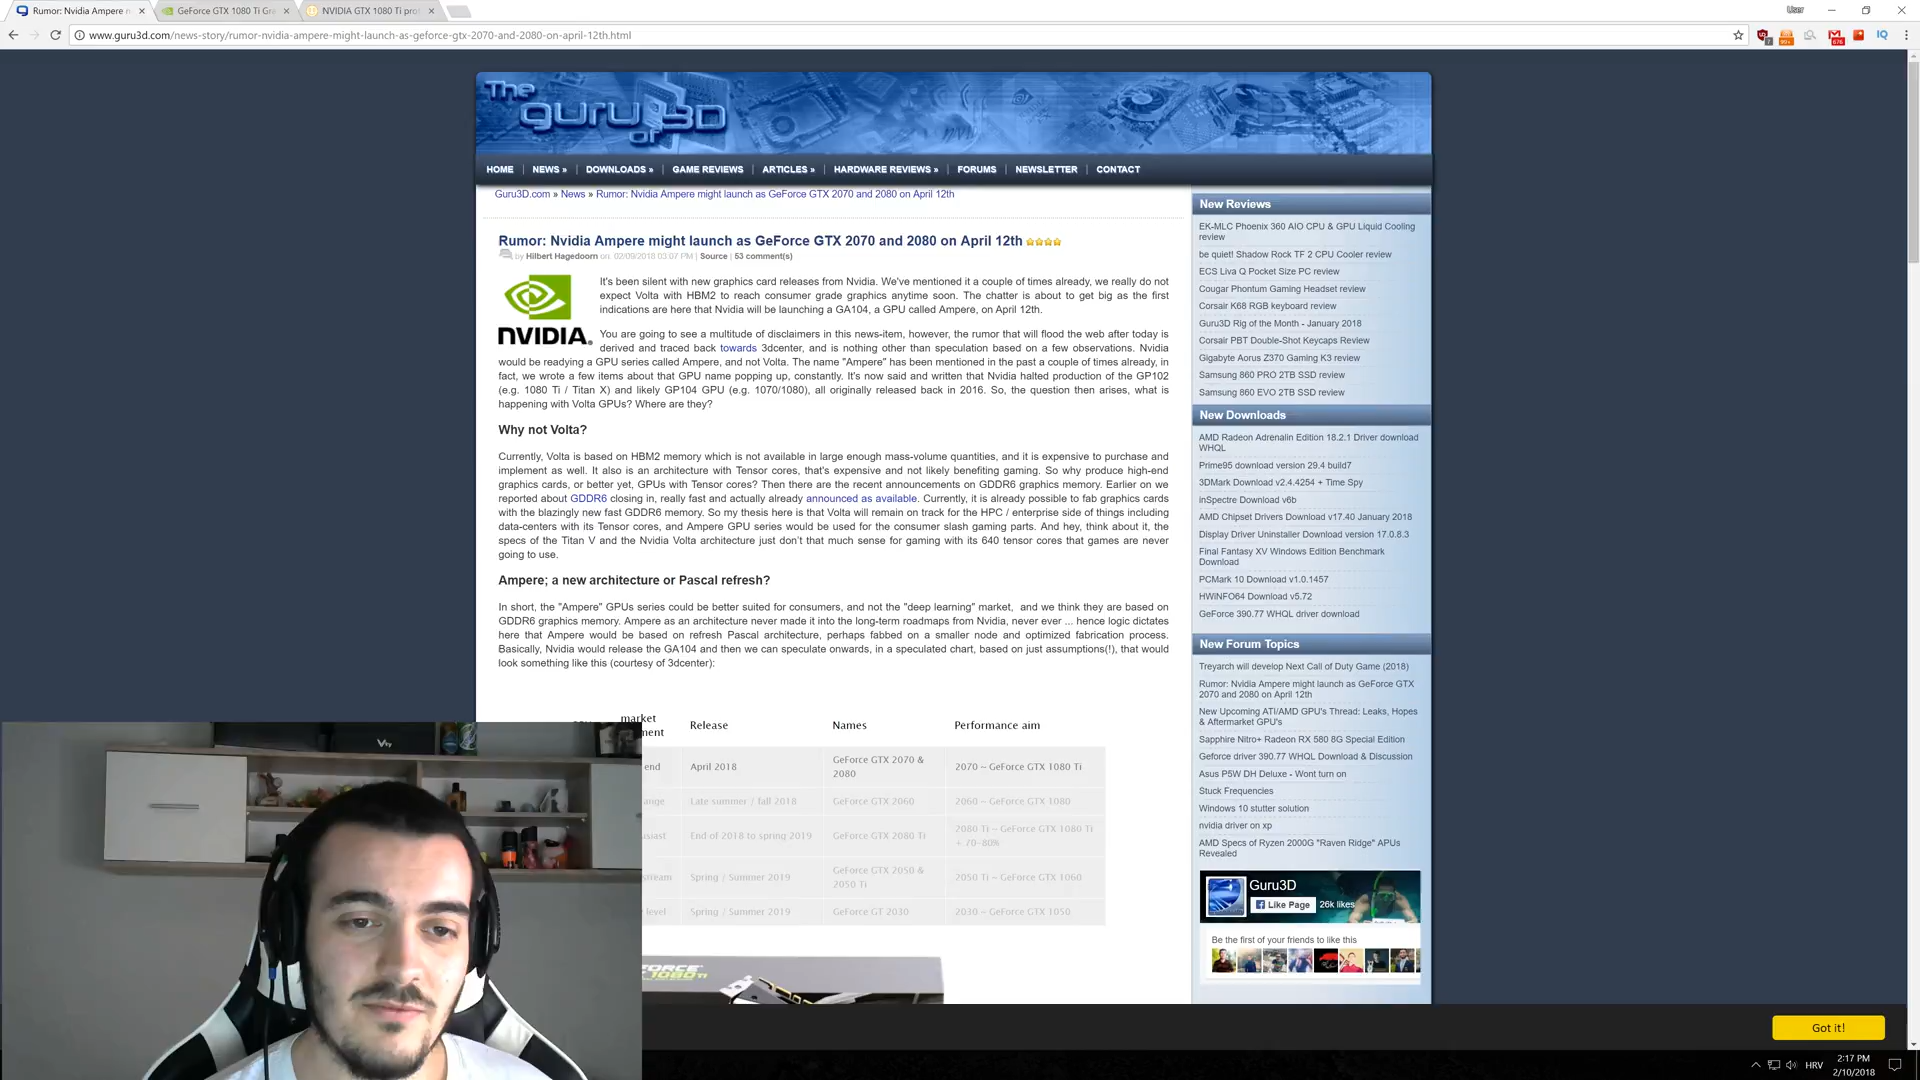 Rumor: Nvidia Ampere n
GeForce GTX 1080 Ti Gra
NVIDIA GTX 1080 Ti pros
User
www.guru3d.com/news-story/rumor-nvidia-ampere-might-launch-as-geforce-gtx-2070-and-2080-on-april-12th.html
The guru of 3D
HOME | NEWS » | DOWNLOADS » | GAME REVIEWS | ARTICLES » | HARDWARE REVIEWS » | FORUMS | NEWSLETTER | CONTACT
Guru3D.com » News » Rumor: Nvidia Ampere might launch as GeForce GTX 2070 and 2080 on April 12th
Rumor: Nvidia Ampere might launch as GeForce GTX 2070 and 2080 on April 12th
by Hilbert Hagedoorn on: 02/09/2018 03:07 PM | Source | 53 comment(s)
NVIDIA.
It's been silent with new graphics card releases from Nvidia. We've mentioned it a couple of times already, we really do not
expect Volta with HBM2 to reach consumer grade graphics anytime soon. The chatter is about to get big as the first
indications are here that Nvidia will be launching a GA104, a GPU called Ampere, on April 12th.
You are going to see a multitude of disclaimers in this news-item, however, the rumor that will flood the web after today is
derived and traced back towards 3dcenter, and is nothing other than speculation based on a few observations. Nvidia
would be readying a GPU series called Ampere, and not Volta. The name "Ampere" has been mentioned in the past a couple of times already, in
fact, we wrote a few items about that GPU name popping up, constantly. It's now said and written that Nvidia halted production of the GP102
(e.g. 1080 Ti / Titan X) and likely GP104 GPU (e.g. 1070/1080), all originally released back in 2016. So, the question then arises, what is
happening with Volta GPUs? Where are they?
Why not Volta?
Currently, Volta is based on HBM2 memory which is not available in large enough mass-volume quantities, and it is expensive to purchase and
implement as well. It also is an architecture with Tensor cores, that's expensive and not likely benefiting gaming. So why produce high-end
graphics cards, or better yet, GPUs with Tensor cores? Then there are the recent announcements on GDDR6 graphics memory. Earlier on we
reported about GDDR6 closing in, really fast and actually already announced as available. Currently, it is already possible to fab graphics cards
with the blazingly new fast GDDR6 memory. So my thesis here is that Volta will remain on track for the HPC / enterprise side of things including
data-centers with its Tensor cores, and Ampere GPU series would be used for the consumer slash gaming parts. And hey, think about it, the
specs of the Titan V and the Nvidia Volta architecture just don't that much sense for gaming with its 640 tensor cores that games are never
going to use.
Ampere; a new architecture or Pascal refresh?
In short, the "Ampere" GPUs series could be better suited for consumers, and not the "deep learning" market, and we think they are based on
GDDR6 graphics memory. Ampere as an architecture never made it into the long-term roadmaps from Nvidia, never ever ... hence logic dictates
here that Ampere would be based on refresh Pascal architecture, perhaps fabbed on a smaller node and optimized fabrication process.
Basically, Nvidia would release the GA104 and then we can speculate onwards, in a speculated chart, based on just assumptions(!), that would
look something like this (courtesy of 3dcenter):
market
ment
Release
Names
Performance aim
end
April 2018
GeForce GTX 2070 &
2080
2070 ~ GeForce GTX 1080 Ti
ange
Late summer / fall 2018
GeForce GTX 2060
2060 ~ GeForce GTX 1080
usiast
End of 2018 to spring 2019
GeForce GTX 2080 Ti
2080 Ti ~ GeForce GTX 1080 Ti
+ 70-80%
stream
Spring / Summer 2019
GeForce GTX 2050 &
2050 Ti
2050 Ti ~ GeForce GTX 1060
level
Spring / Summer 2019
GeForce GT 2030
2030 ~ GeForce GTX 1050
FORCE
1080 TI
New Reviews
EK-MLC Phoenix 360 AIO CPU & GPU Liquid Cooling
review
be quiet! Shadow Rock TF 2 CPU Cooler review
ECS Liva Q Pocket Size PC review
Cougar Phontum Gaming Headset review
Corsair K68 RGB keyboard review
Guru3D Rig of the Month - January 2018
Corsair PBT Double-Shot Keycaps Review
Gigabyte Aorus Z370 Gaming K3 review
Samsung 860 PRO 2TB SSD review
Samsung 860 EVO 2TB SSD review
New Downloads
AMD Radeon Adrenalin Edition 18.2.1 Driver download
WHQL
Prime95 download version 29.4 build7
3DMark Download v2.4.4254 + Time Spy
inSpectre Download v6b
AMD Chipset Drivers Download v17.40 January 2018
Display Driver Uninstaller Download version 17.0.8.3
Final Fantasy XV Windows Edition Benchmark
Download
PCMark 10 Download v1.0.1457
HWiNFO64 Download v5.72
GeForce 390.77 WHQL driver download
New Forum Topics
Treyarch will develop Next Call of Duty Game (2018)
Rumor: Nvidia Ampere might launch as GeForce GTX
2070 and 2080 on April 12th
New Upcoming ATI/AMD GPU's Thread: Leaks, Hopes
& Aftermarket GPU's
Sapphire Nitro+ Radeon RX 580 8G Special Edition
Geforce driver 390.77 WHQL Download & Discussion
Asus P5W DH Deluxe - Wont turn on
Stuck Frequencies
Windows 10 stutter solution
nvidia driver on xp
AMD Specs of Ryzen 2000G "Raven Ridge" APUs
Revealed
Guru3D
Like Page
26k likes
Be the first of your friends to like this
Got it!
HRV
2:17 PM
2/10/2018